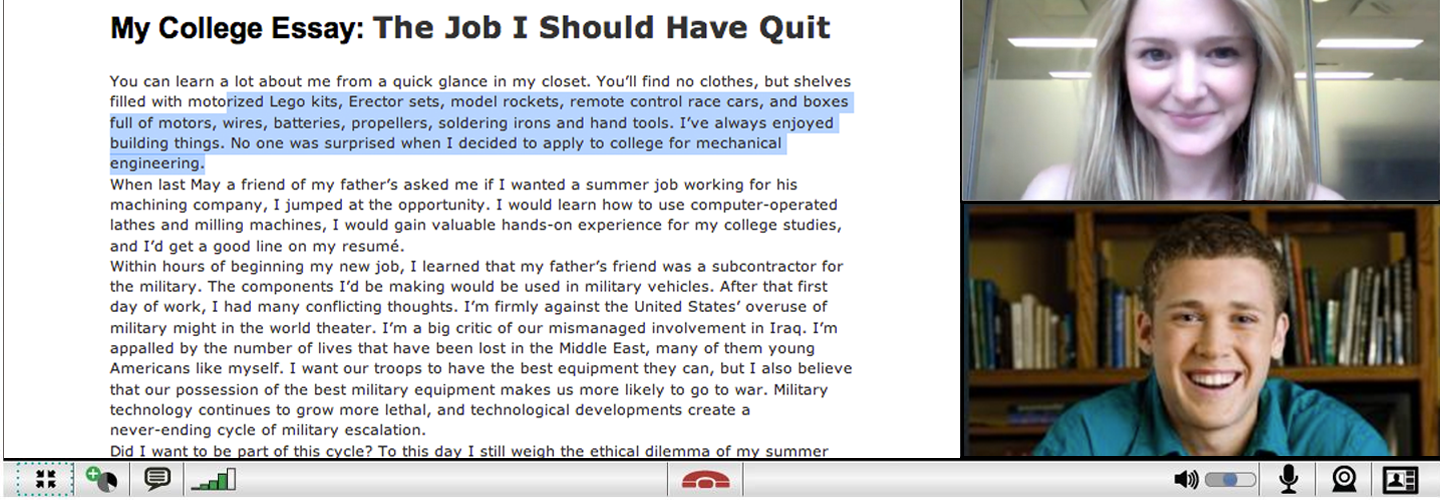 My College Essay: The Job I Should Have Quit
You can learn a lot about me from a quick glance in my closet. You’ll find no clothes, but shelves
filled with motorized Lego kits, Erector sets, model rockets, remote control race cars, and boxes
full of motors, wires, batteries, propellers, soldering irons and hand tools. I’ve always enjoyed
building things. No one was surprised when I decided to apply to college for mechanical
engineering.
When last May a friend of my father’s asked me if I wanted a summer job working for his
machining company, I jumped at the opportunity. I would learn how to use computer-operated
lathes and milling machines, I would gain valuable hands-on experience for my college studies,
and I’d get a good line on my resumé.
Within hours of beginning my new job, I learned that my father’s friend was a subcontractor for
the military. The components I’d be making would be used in military vehicles. After that first
day of work, I had many conflicting thoughts. I’m firmly against the United States’ overuse of
military might in the world theater. I’m a big critic of our mismanaged involvement in Iraq. I’m
appalled by the number of lives that have been lost in the Middle East, many of them young
Americans like myself. I want our troops to have the best equipment they can, but I also believe
that our possession of the best military equipment makes us more likely to go to war. Military
technology continues to grow more lethal, and technological developments create a
never-ending cycle of military escalation.
Did I want to be part of this cycle? To this day I still weigh the ethical dilemma of my summer